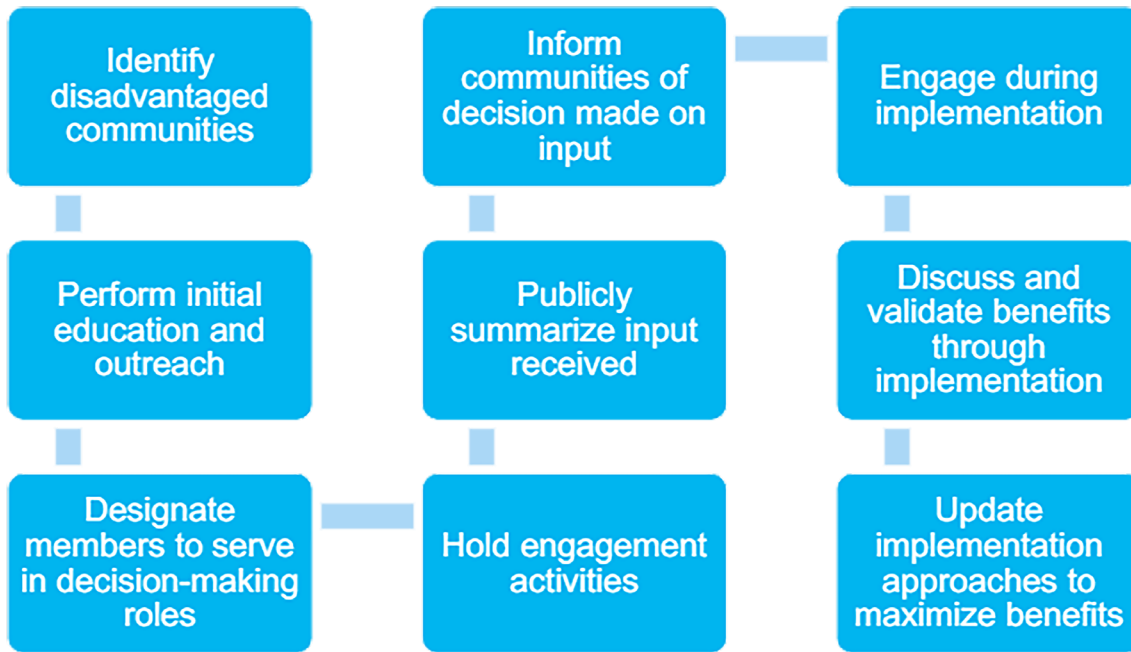 Identify
disadvantaged
communities
Perform initial
education and
outreach
Designate
members to serve
in decision-making
roles
Hold engagement
activities
Publicly
summarize input
received
Inform
communities of
decision made on
input
Engage during
implementation
Discuss and
validate benefits
through
implementation
Update
implementation
approaches to
maximize benefits